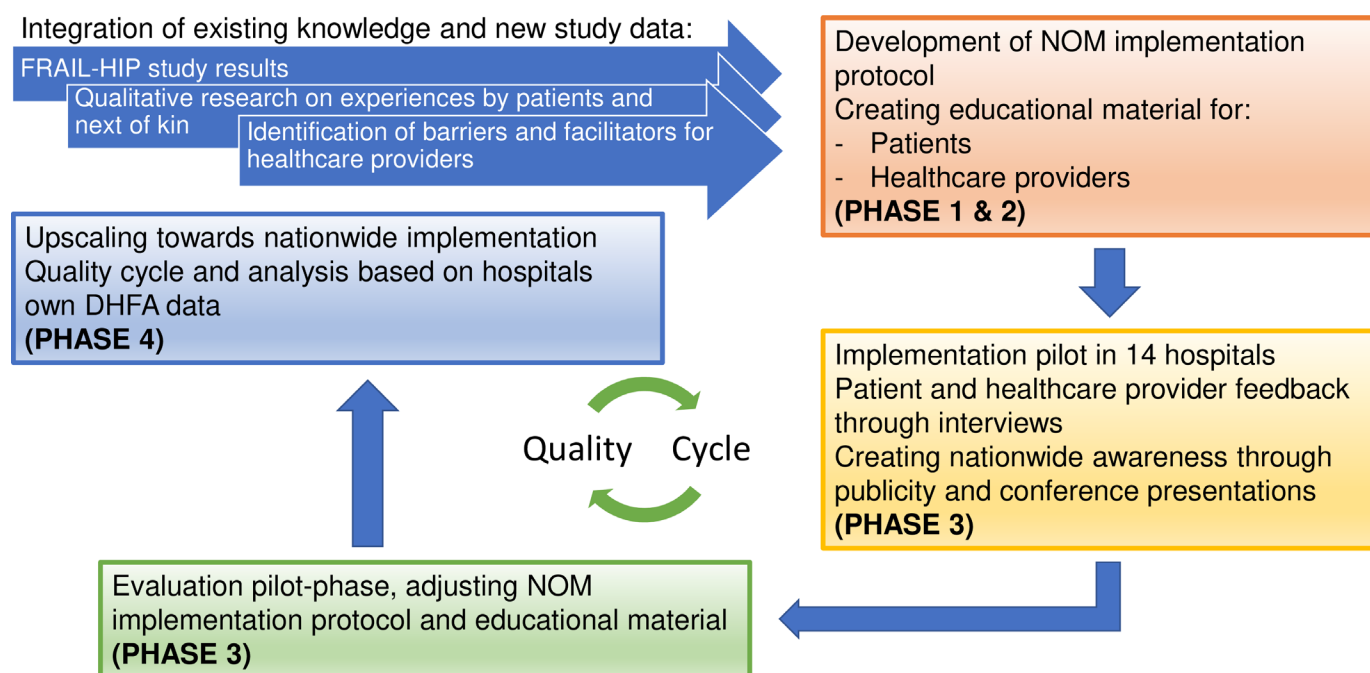 Integration of existing knowledge and new study data:
FRAIL-HIP study results
Qualitative research on experiences by patients and
next of kin
Identification of barriers and facilitators for
healthcare providers
Development of NOM implementation
protocol
Creating educational material for:
- Patients
- Healthcare providers
(PHASE 1 & 2)
Implementation pilot in 14 hospitals
Patient and healthcare provider feedback
through interviews
Creating nationwide awareness through
publicity and conference presentations
(PHASE 3)
Evaluation pilot-phase, adjusting NOM
implementation protocol and educational material
(PHASE 3)
Upscaling towards nationwide implementation
Quality cycle and analysis based on hospitals
own DHFA data
(PHASE 4)
Quality Cycle